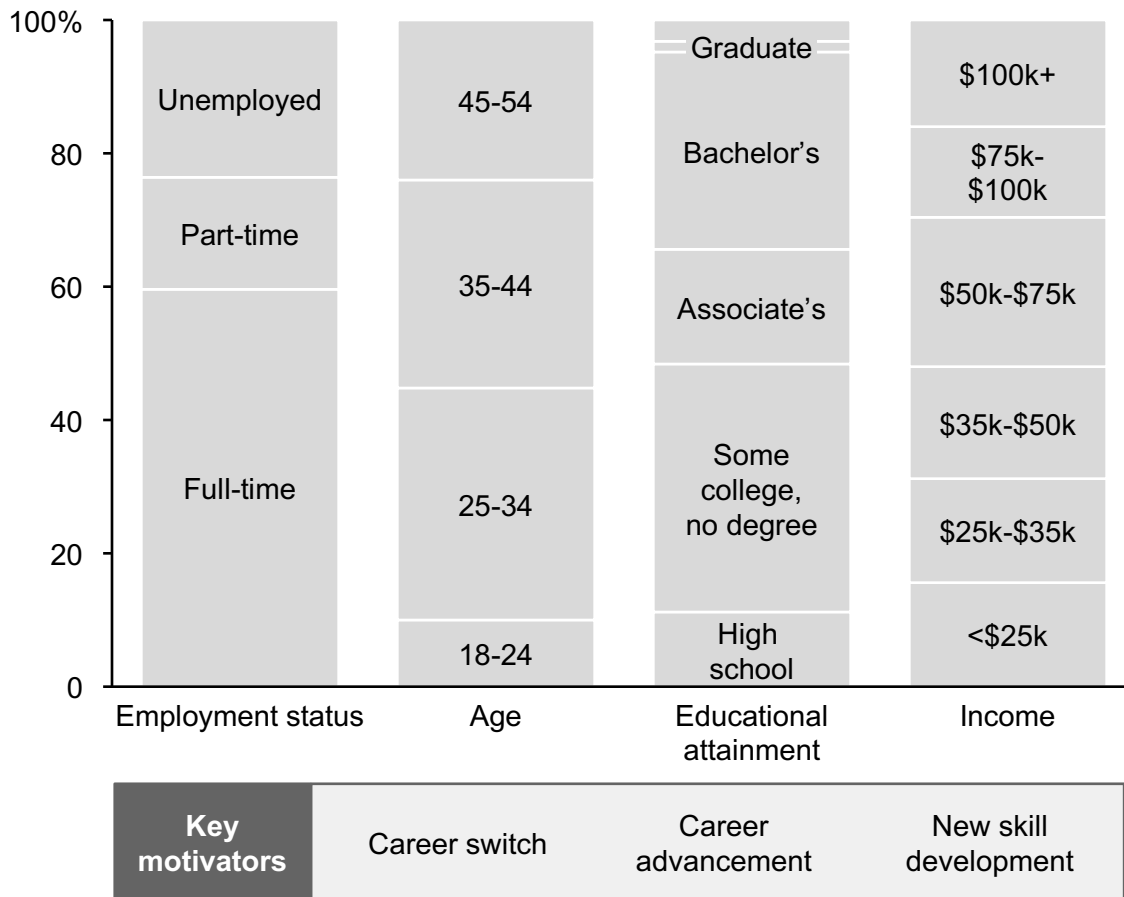 100%
80
60
40
20
0
Unemployed
Part-time
Full-time
Employment status
45-54
35-44
25-34
18-24
Age
Graduate
Bachelor’s
Associate’s
Some
college,
no degree
High
school
Educational
attainment
$100k+
$75k-
$100k
$50k-$75k
$35k-$50k
$25k-$35k
<$25k
Income
Key
motivators
Career switch
Career
advancement
New skill
development